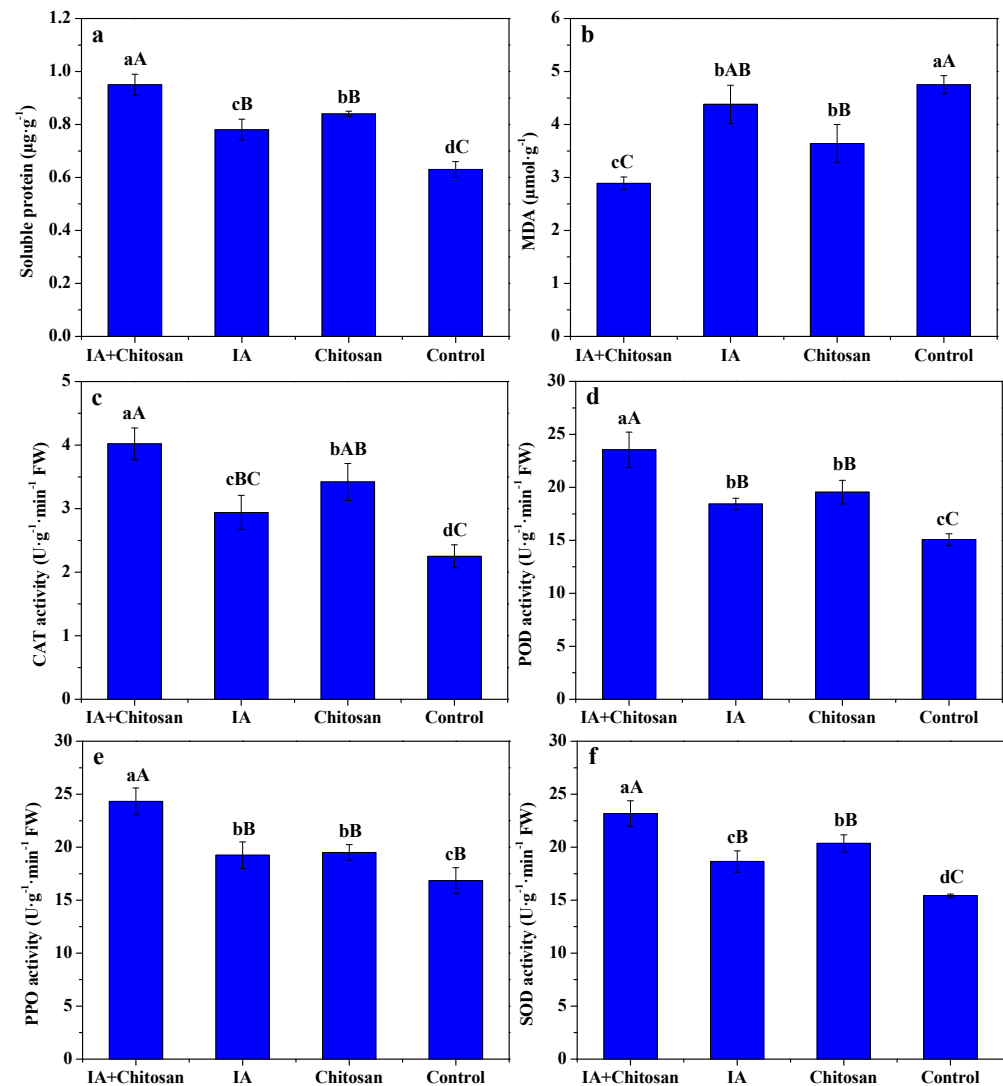 a
Soluble protein (μg·g⁻¹)
1.2
1.0
0.8
0.6
0.4
0.2
0.0
aA
cB
bB
dC
IA+Chitosan IA Chitosan Control
b
MDA (μmol·g⁻¹)
6
5
4
3
2
1
0
cC
bAB
bB
aA
IA+Chitosan IA Chitosan Control
c
CAT activity (U·g⁻¹·min⁻¹ FW)
5
4
3
2
1
0
aA
cBC
bAB
dC
IA+Chitosan IA Chitosan Control
d
POD activity (U·g⁻¹·min⁻¹ FW)
30
25
20
15
10
5
0
aA
bB
bB
cC
IA+Chitosan IA Chitosan Control
e
PPO activity (U·g⁻¹·min⁻¹ FW)
30
25
20
15
10
5
0
aA
bB
bB
cB
IA+Chitosan IA Chitosan Control
f
SOD activity (U·g⁻¹·min⁻¹ FW)
30
25
20
15
10
5
0
aA
cB
bB
dC
IA+Chitosan IA Chitosan Control